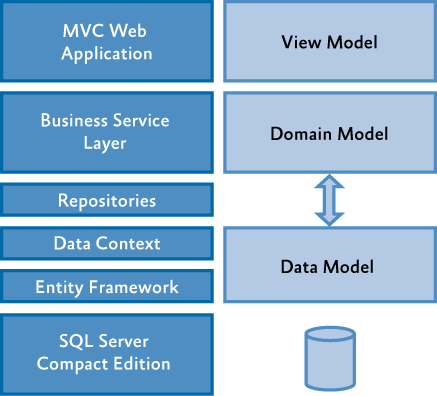 MVC Web
Application
View Model
Business Service
Layer
Domain Model
Repositories
Data Context
Data Model
Entity Framework
SQL Server
Compact Edition